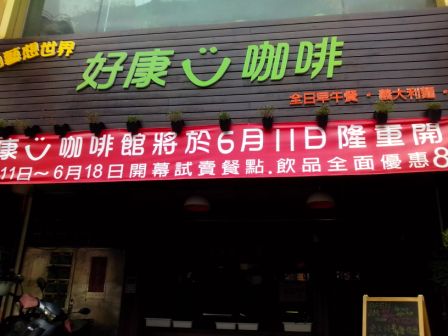 藝想世界
好康 咖啡
全日早午餐・義大利麵・
康 咖啡館將於6月11日隆重開
11日～6月18日開幕試賣餐點.飲品全面優惠8